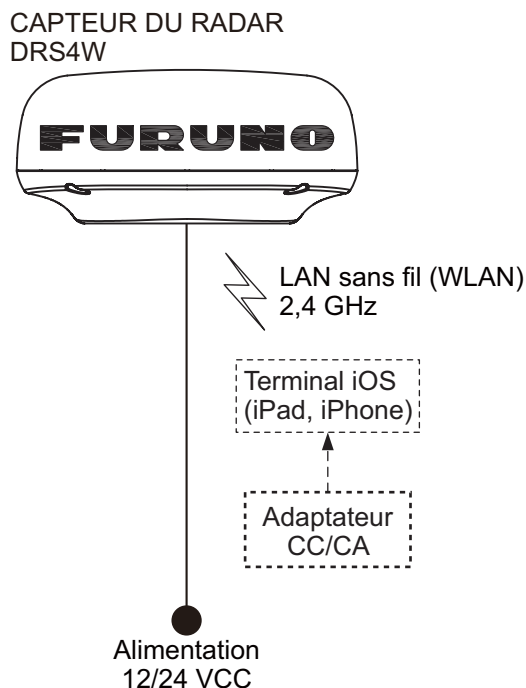 CAPTEUR DU RADAR
DRS4W
FURUNO
LAN sans fil (WLAN)
2,4 GHz
Terminal iOS
(iPad, iPhone)
Adaptateur
CC/CA
Alimentation
12/24 VCC